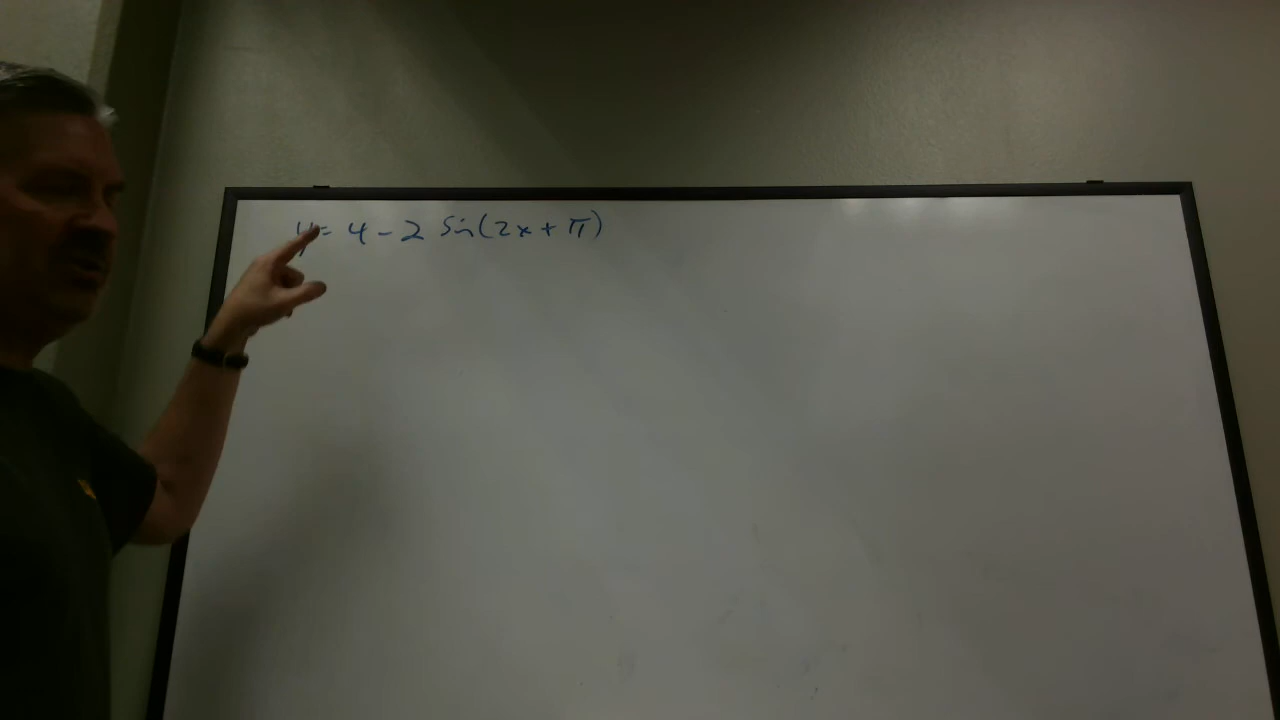 y = 4 - 2 sin(2x + π)